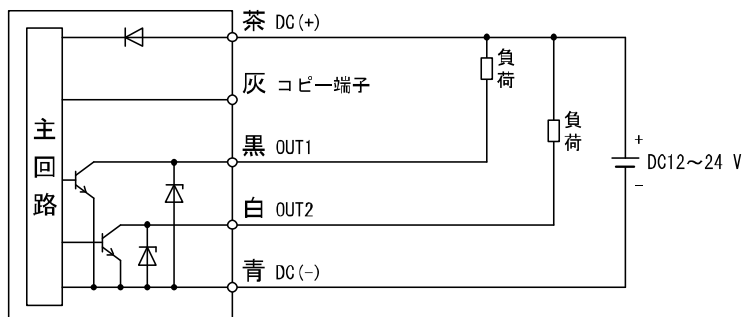 茶 DC(+)
灰 コピー端子
黒 OUT1
白 OUT2
青 DC(-)
主回路
負荷
負荷
+
DC12～24 V
-